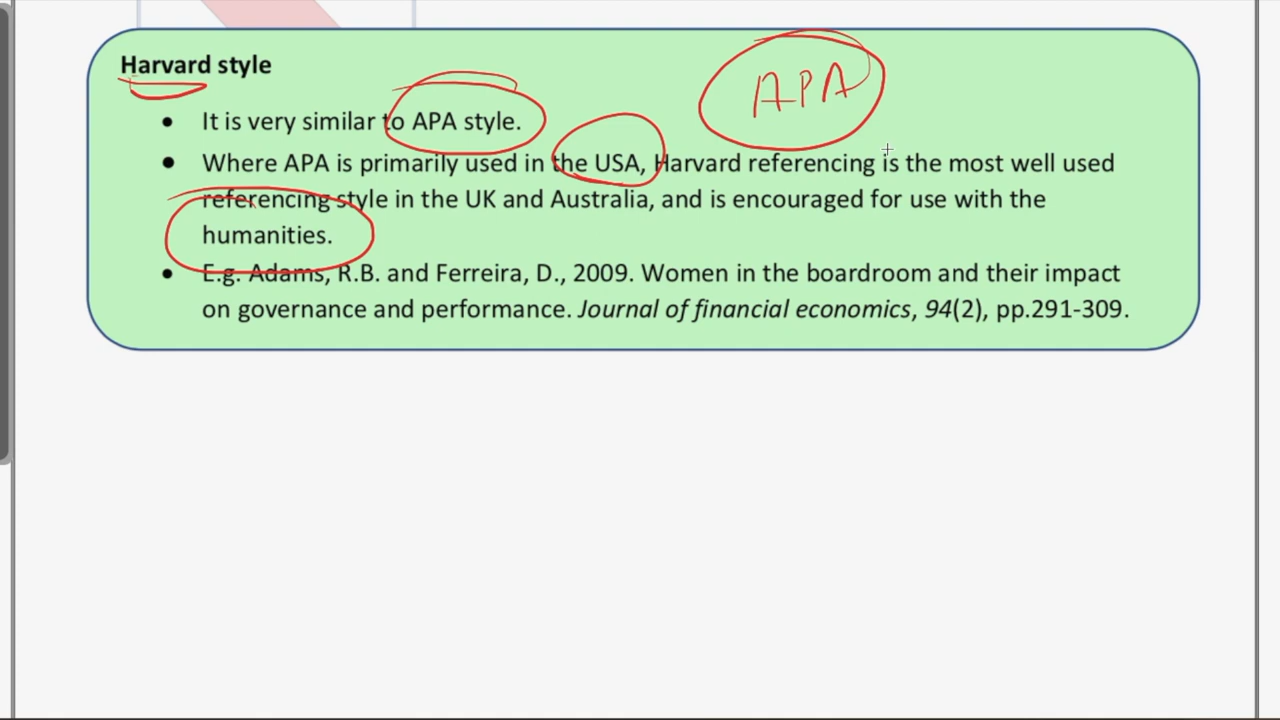 Harvard style
APA
• It is very similar to APA style.
• Where APA is primarily used in the USA, Harvard referencing is the most well used
referencing style in the UK and Australia, and is encouraged for use with the
humanities.
• E.g. Adams, R.B. and Ferreira, D., 2009. Women in the boardroom and their impact
on governance and performance. Journal of financial economics, 94(2), pp.291-309.